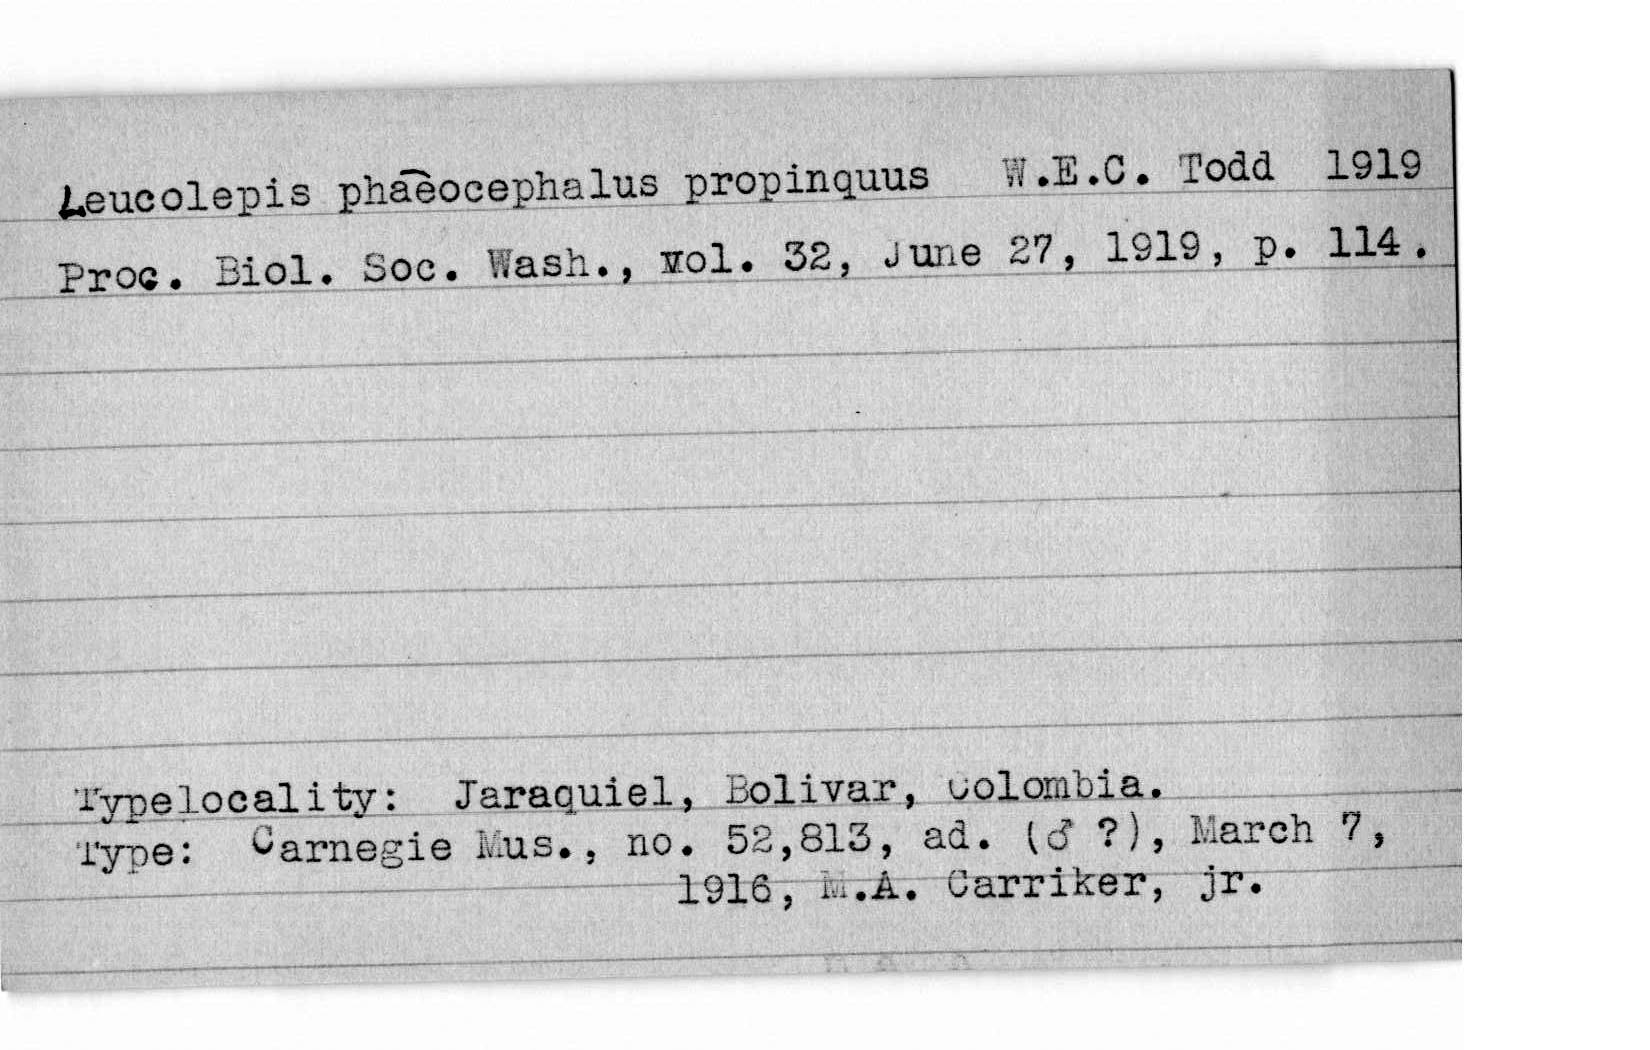 Leucolepis phaeocephalus propinquus W.E.C. Todd 1919
Proc. Biol. Soc. Wash., vol. 32, June 27, 1919, p. 114.
Typelocality: Jaraquiel, Bolivar, Colombia.
Type: Carnegie Mus., no. 52,813, ad. (♂ ?), March 7,
1916, M.A. Carriker, jr.